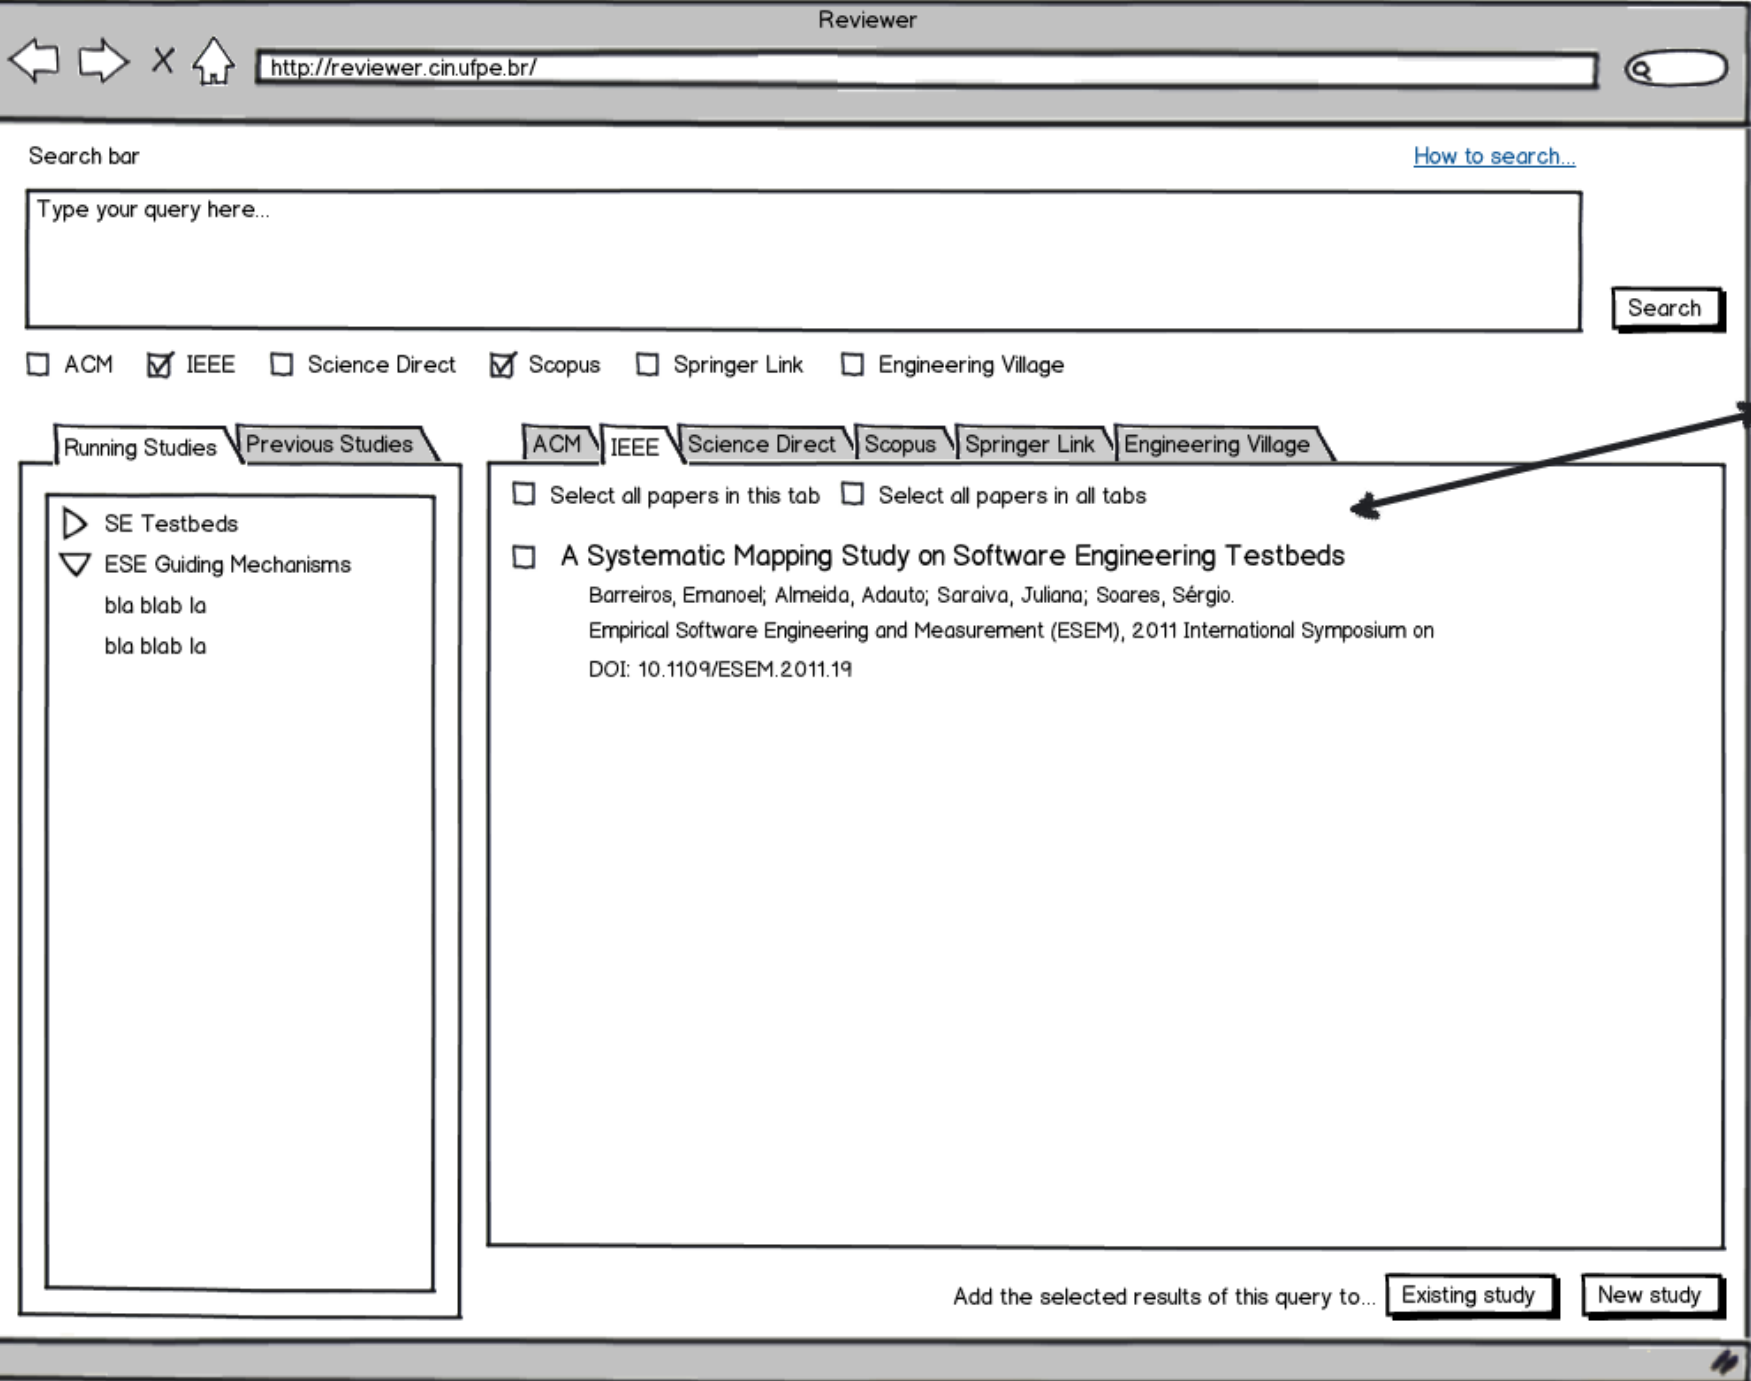 Reviewer
http://reviewer.cin.ufpe.br/
Search bar
How to search...
Type your query here...
Search
ACM IEEE Science Direct Scopus Springer Link Engineering Village
Running Studies Previous Studies
SE Testbeds
ESE Guiding Mechanisms
bla blab la
bla blab la
ACM IEEE Science Direct Scopus Springer Link Engineering Village
Select all papers in this tab Select all papers in all tabs
A Systematic Mapping Study on Software Engineering Testbeds
Barreiros, Emanoel; Almeida, Adauto; Saraiva, Juliana; Soares, Sérgio.
Empirical Software Engineering and Measurement (ESEM), 2011 International Symposium on
DOI: 10.1109/ESEM.2011.19
Add the selected results of this query to... Existing study New study